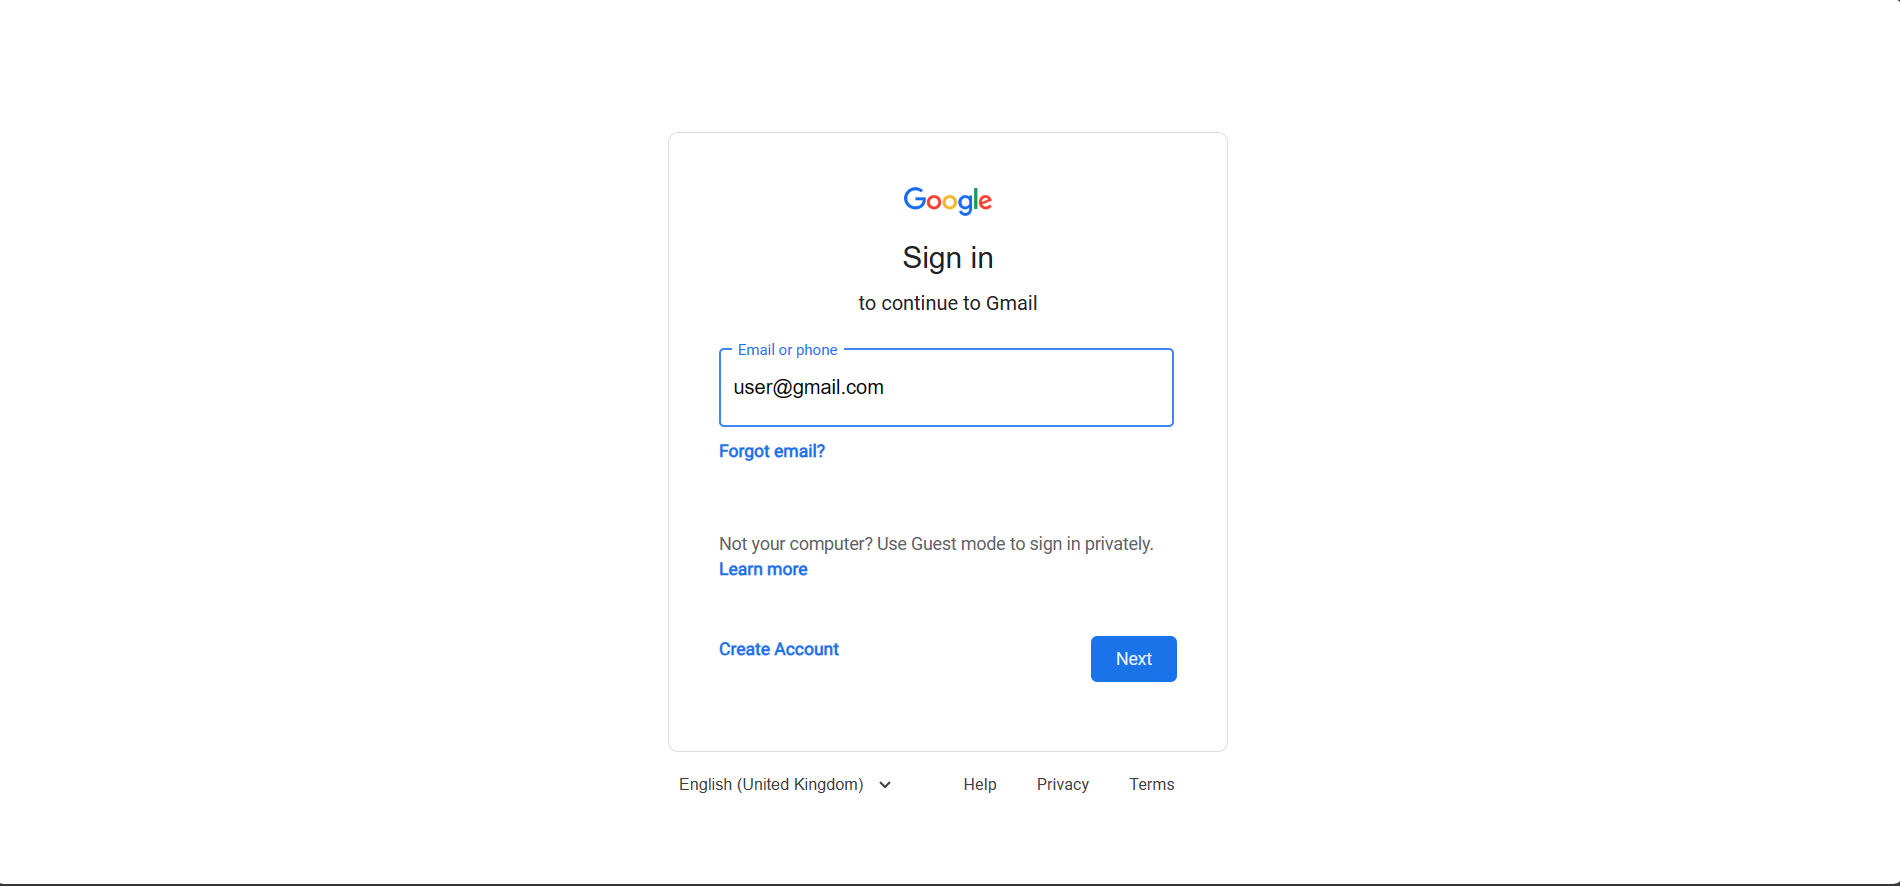 Google
Sign in
to continue to Gmail
Email or phone
user@gmail.com
Forgot email?
Not your computer? Use Guest mode to sign in privately.
Learn more
Create Account
Next
English (United Kingdom)
Help
Privacy
Terms